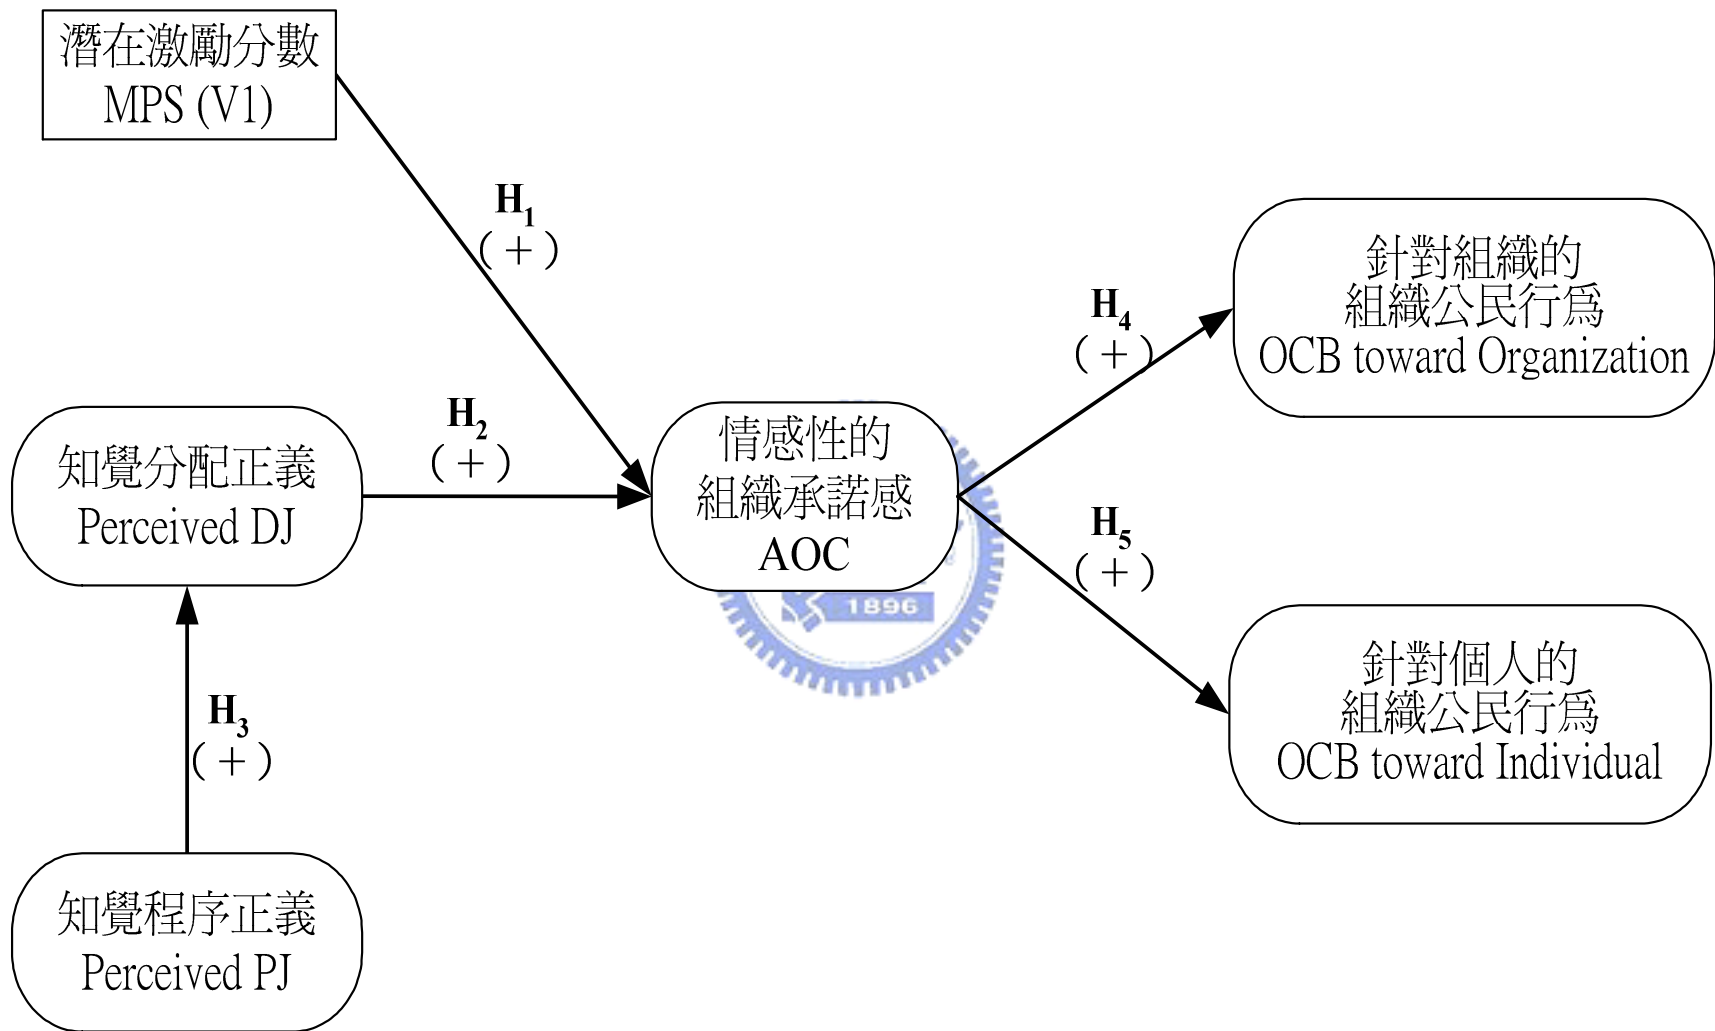 潛在激勵分數
MPS (V1)
H1
(+)
針對組織的
組織公民行爲
OCB toward Organization
H4
(+)
知覺分配正義
Perceived DJ
H2
(+)
情感性的
組織承諾感
AOC
H5
(+)
1896
針對個人的
組織公民行爲
OCB toward Individual
H3
(+)
知覺程序正義
Perceived PJ